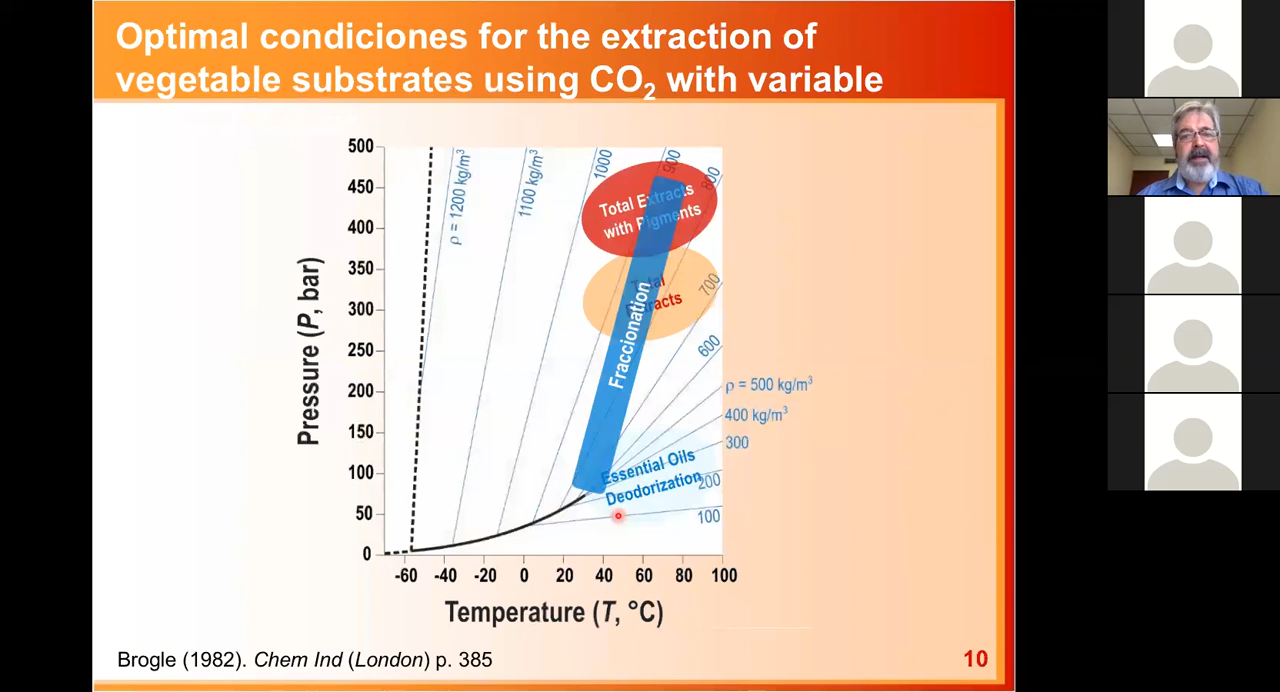 Optimal condiciones for the extraction of
vegetable substrates using CO₂ with variable
500
450
400
350
300
250
200
150
100
50
0
Pressure (P, bar)
-60 -40 -20 0 20 40 60 80 100
Temperature (T, °C)
ρ = 1200 kg/m³
1100 kg/m³
1000
900
800
700
600
ρ = 500 kg/m³
400 kg/m³
300
200
100
Total Extracts
with Pigments
Total
Fraccionation
Essential Oils
Deodorization
Brogle (1982). Chem Ind (London) p. 385
10